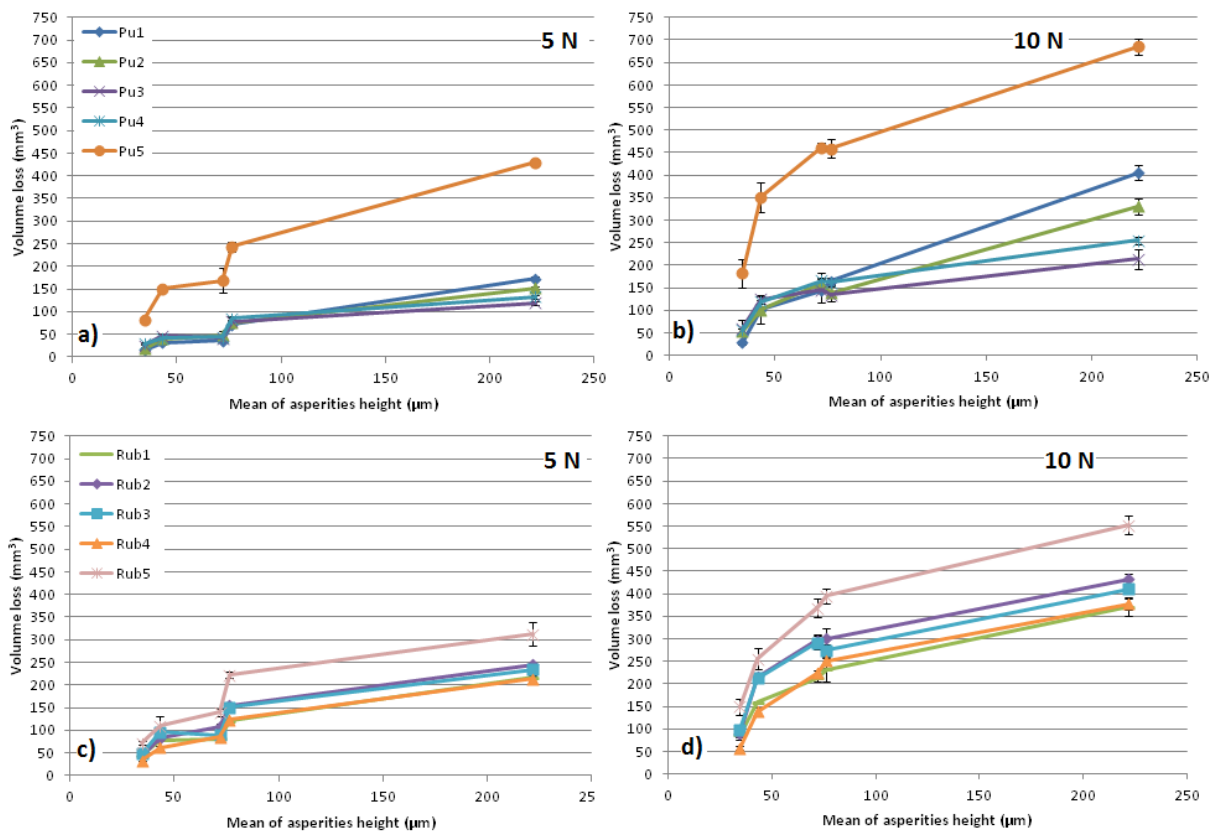 750
700
650
600
550
500
450
400
350
300
250
200
150
100
50
0
Volunme loss (mm³)
Pu1
Pu2
Pu3
Pu4
Pu5
5 N
a)
0 50 100 150 200 250
Mean of asperities height (µm)
750
700
650
600
550
500
450
400
350
300
250
200
150
100
50
0
Volume loss (mm³)
10 N
b)
0 50 100 150 200 250
Mean of asperities height (µm)
750
700
650
600
550
500
450
400
350
300
250
200
150
100
50
0
Volunme loss (mm³)
Rub1
Rub2
Rub3
Rub4
Rub5
5 N
c)
0 50 100 150 200 250
Mean of asperities height (µm)
750
700
650
600
550
500
450
400
350
300
250
200
150
100
50
0
Volume loss (mm³)
10 N
d)
0 50 100 150 200 250
Mean of asperities height (µm)